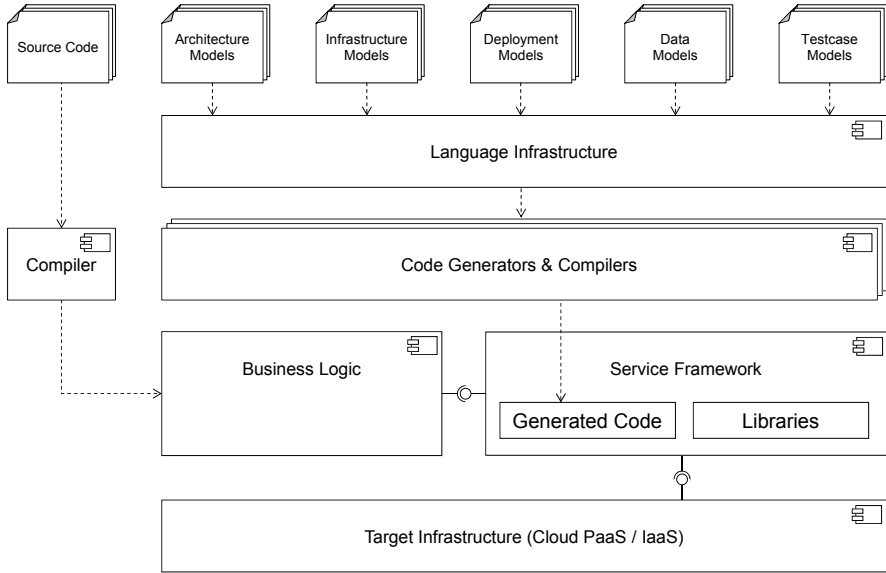 Source Code
Architecture
Models
Infrastructure
Models
Deployment
Models
Data
Models
Testcase
Models
Language Infrastructure
Compiler
Code Generators & Compilers
Business Logic
Service Framework
Generated Code
Libraries
Target Infrastructure (Cloud PaaS / IaaS)